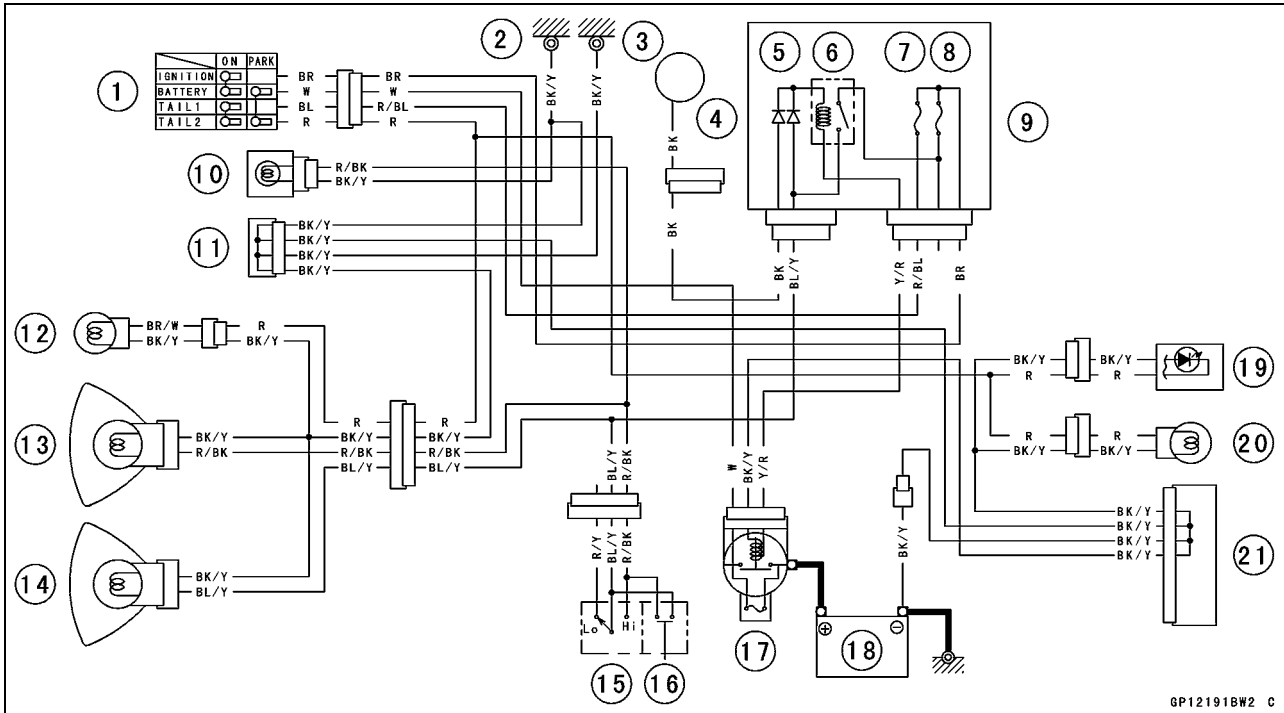 ON PARK
IGNITION
BATTERY
TAIL1
TAIL2
1
BR
W
BL
R
BR
W
R/BL
R
2
3
4
BK/Y
BK/Y
BK
BK
5
6
7
8
9
BK
BL/Y
Y/R
R/BL
BR
10
R/BK
BK/Y
11
BK/Y
BK/Y
BK/Y
BK/Y
12
BR/W
BK/Y
R
BK/Y
13
BK/Y
R/BK
R
BK/Y
R/BK
BL/Y
R
BK/Y
R/BK
BL/Y
14
BK/Y
BL/Y
BL/Y
R/BK
R/Y
BL/Y
R/BK
Lo
Hi
15
16
W
BK/Y
Y/R
17
BK/Y
+
−
18
BK/Y
R
BK/Y
R
19
R
BK/Y
R
BK/Y
20
BK/Y
BK/Y
BK/Y
BK/Y
21
GP12191BW2 C